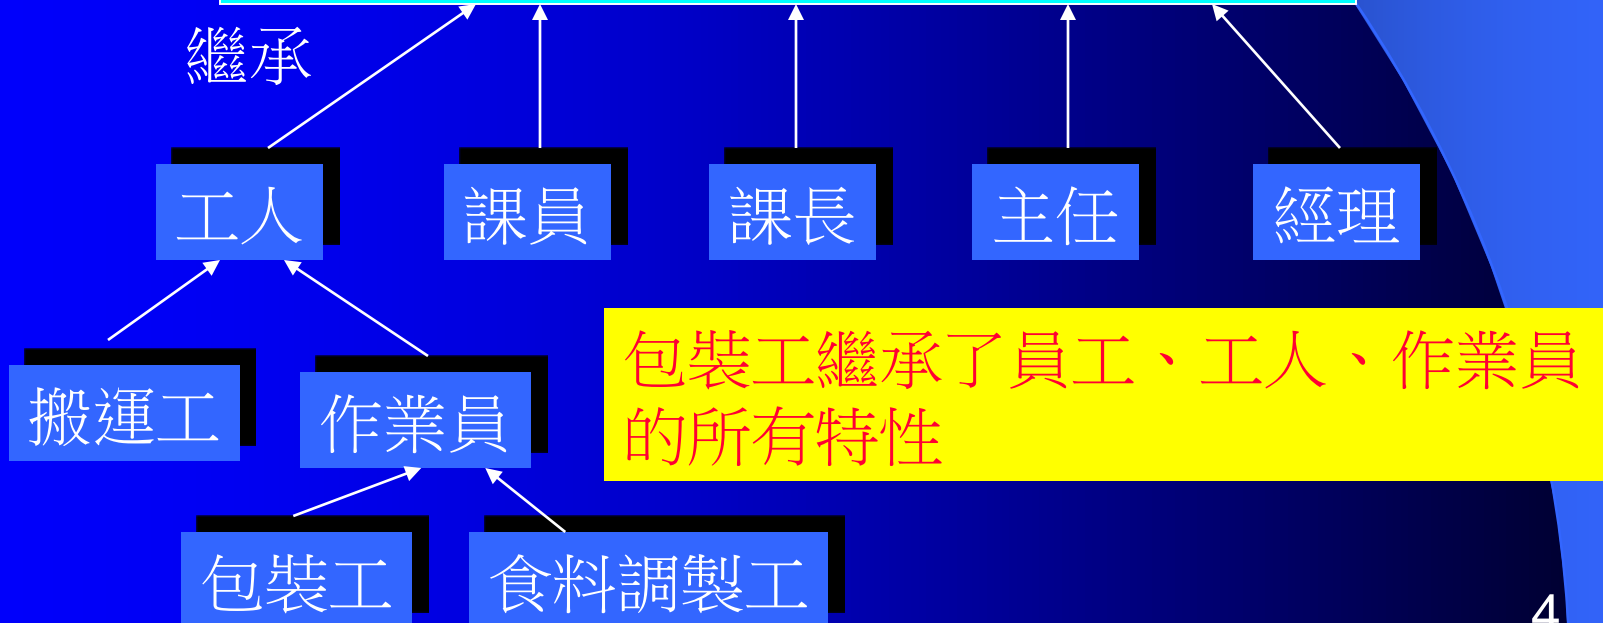 繼承
工人
課員
課長
主任
經理
包裝工繼承了員工、工人、作業員
的所有特性
搬運工
作業員
包裝工
食料調製工
4